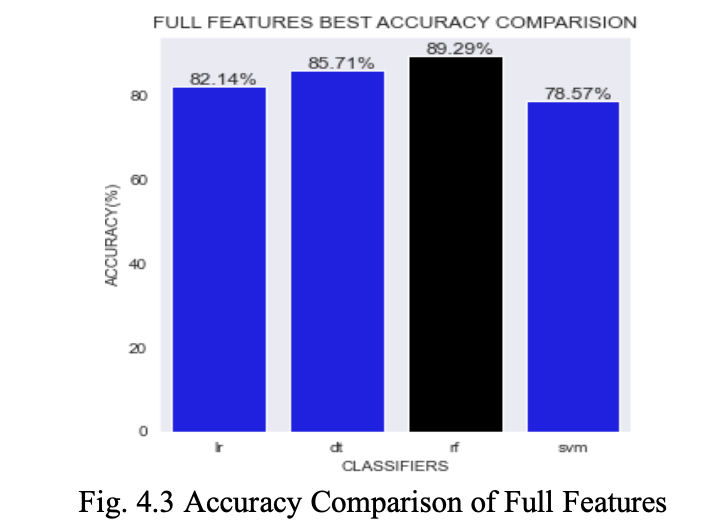 FULL FEATURES BEST ACCURACY COMPARISION
89.29%
85.71%
82.14%
78.57%
80
60
40
20
0
ACCURACY(%)
lr dt rf svm
CLASSIFIERS
Fig. 4.3 Accuracy Comparison of Full Features